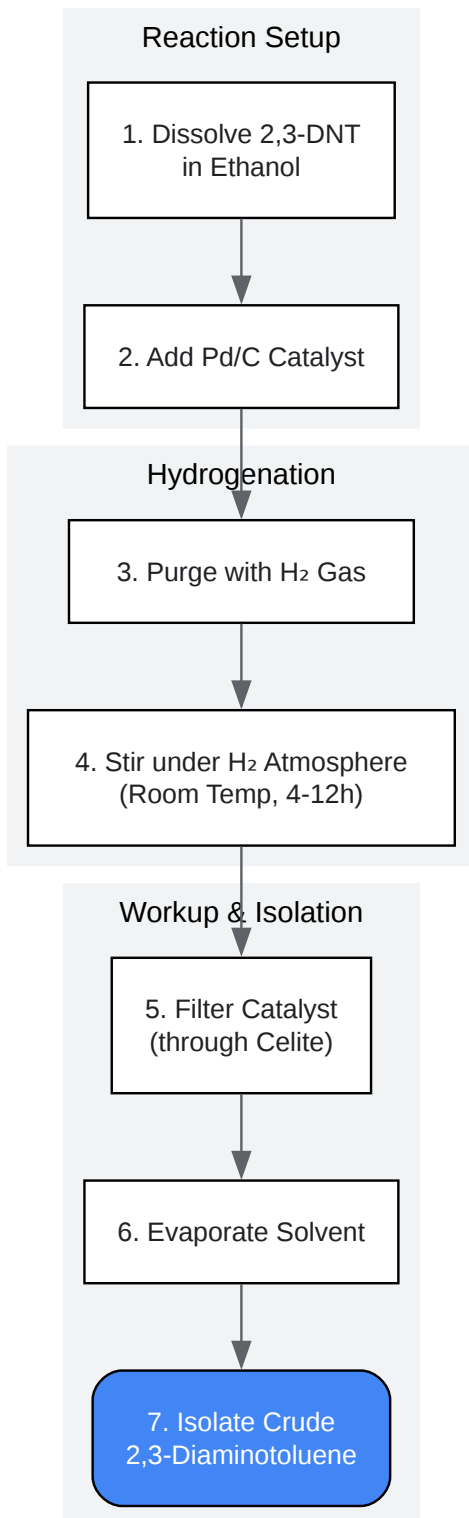 Reaction Setup
1. Dissolve 2,3-DNT
in Ethanol
2. Add Pd/C Catalyst
Hydrogenation
3. Purge with H₂ Gas
4. Stir under H₂ Atmosphere
(Room Temp, 4-12h)
Workup & Isolation
5. Filter Catalyst
(through Celite)
6. Evaporate Solvent
7. Isolate Crude
2,3-Diaminotoluene